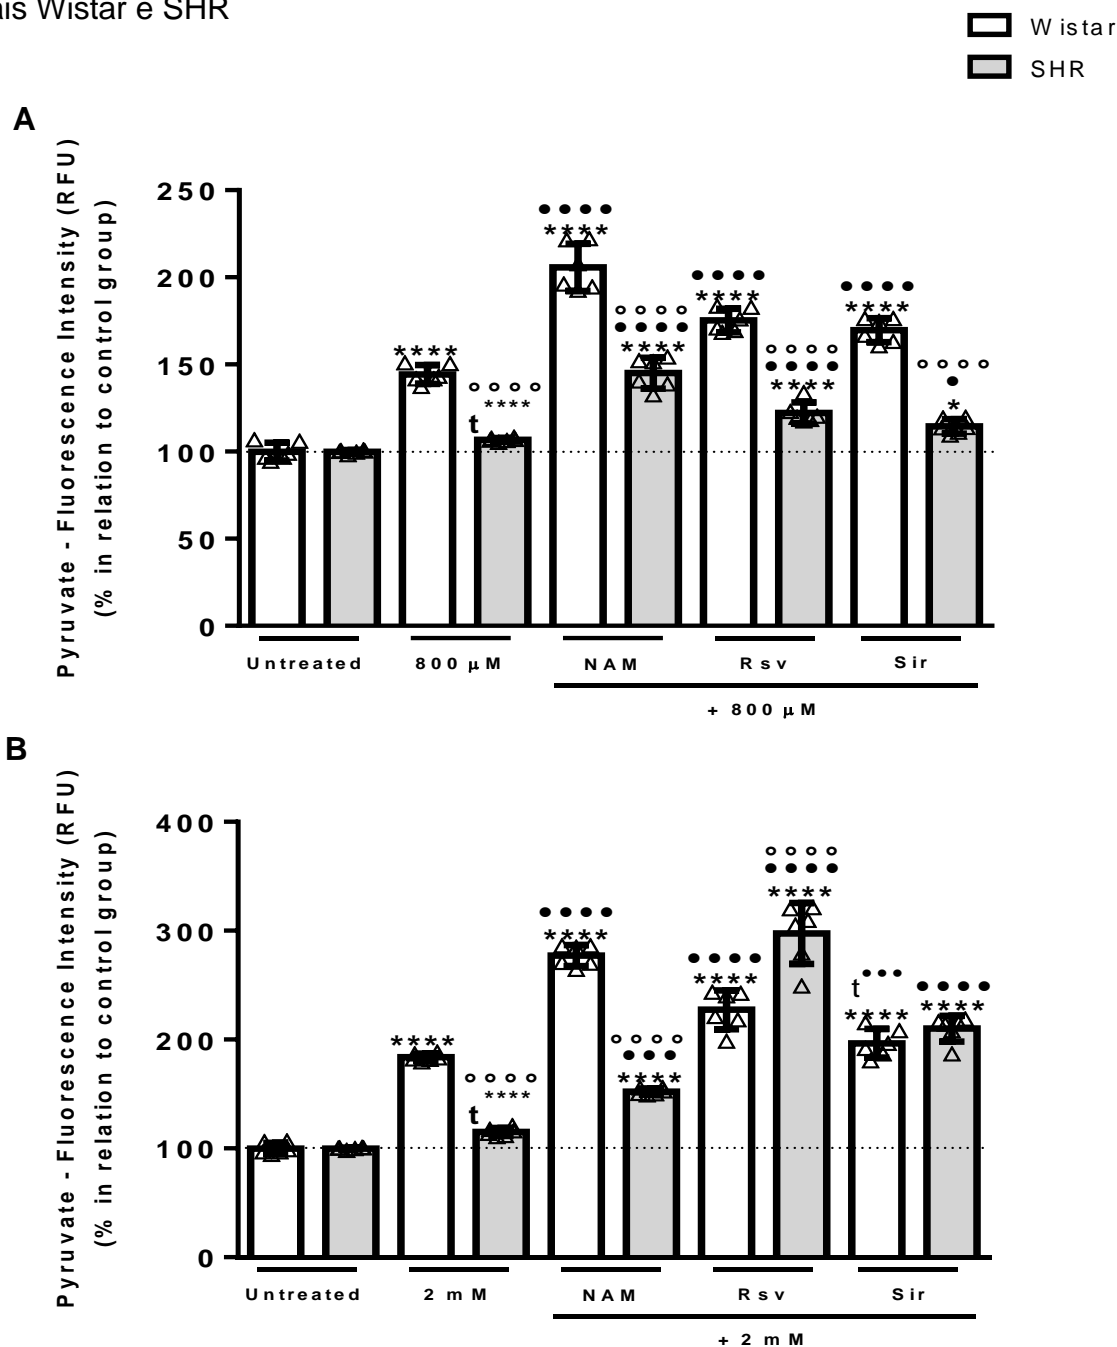 ais Wistar e SHR
Wistar
SHR
A
Pyruvate - Fluorescence Intensity (RFU)
(% in relation to control group)
250
200
150
100
50
0
****
t
****
****
****
****
****
****
*
Untreated
800 µM
NAM
Rsv
Sir
+ 800 µM
B
Pyruvate - Fluorescence Intensity (RFU)
(% in relation to control group)
400
300
200
100
0
****
t
****
****
****
****
****
t
****
****
Untreated
2 mM
NAM
Rsv
Sir
+ 2 mM